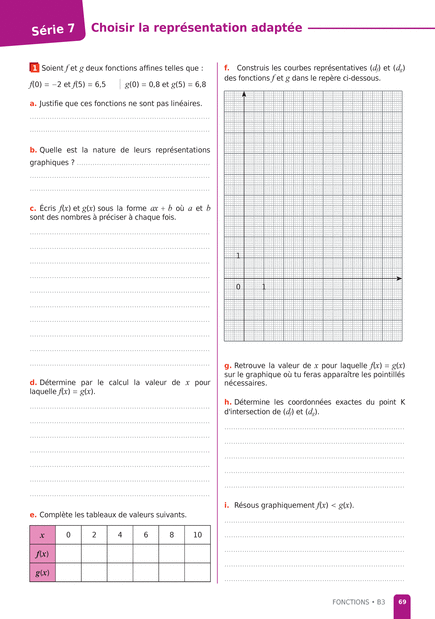 Série 7
Choisir la représentation adaptée
1 Soient f et g deux fonctions affines telles que :
f(0) = −2 et f(5) = 6,5 g(0) = 0,8 et g(5) = 6,8
a. Justifie que ces fonctions ne sont pas linéaires.
b. Quelle est la nature de leurs représentations
graphiques ?
c. Écris f(x) et g(x) sous la forme ax + b où a et b
sont des nombres à préciser à chaque fois.
d. Détermine par le calcul la valeur de x pour
laquelle f(x) = g(x).
e. Complète les tableaux de valeurs suivants.
x 0 2 4 6 8 10
f(x)
g(x)
f. Construis les courbes représentatives (df) et (dg)
des fonctions f et g dans le repère ci-dessous.
1
0 1
g. Retrouve la valeur de x pour laquelle f(x) = g(x)
sur le graphique où tu feras apparaître les pointillés
nécessaires.
h. Détermine les coordonnées exactes du point K
d'intersection de (df) et (dg).
i. Résous graphiquement f(x) < g(x).
FONCTIONS • B3 69